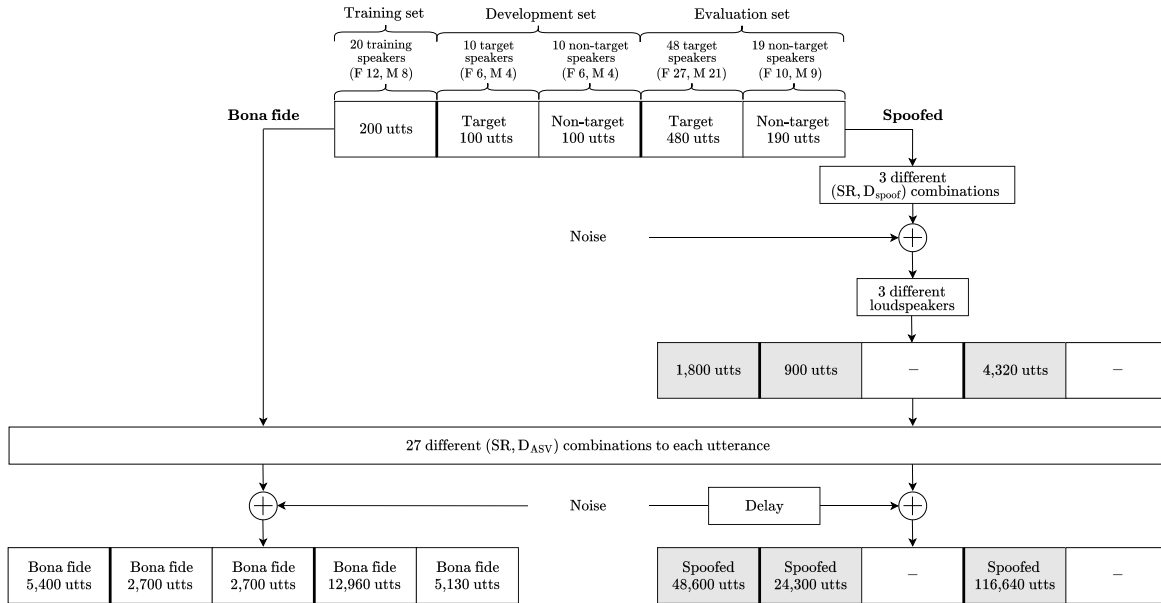 Training set
Development set
Evaluation set
20 training
speakers
(F 12, M 8)
10 target
speakers
(F 6, M 4)
10 non-target
speakers
(F 6, M 4)
48 target
speakers
(F 27, M 21)
19 non-target
speakers
(F 10, M 9)
Bona fide
200 utts
Target
100 utts
Non-target
100 utts
Target
480 utts
Non-target
190 utts
Spoofed
3 different
(SR, D_spoof) combinations
Noise
3 different
loudspeakers
1,800 utts
900 utts
–
4,320 utts
–
27 different (SR, D_ASV) combinations to each utterance
Noise
Delay
Bona fide
5,400 utts
Bona fide
2,700 utts
Bona fide
2,700 utts
Bona fide
12,960 utts
Bona fide
5,130 utts
Spoofed
48,600 utts
Spoofed
24,300 utts
–
Spoofed
116,640 utts
–